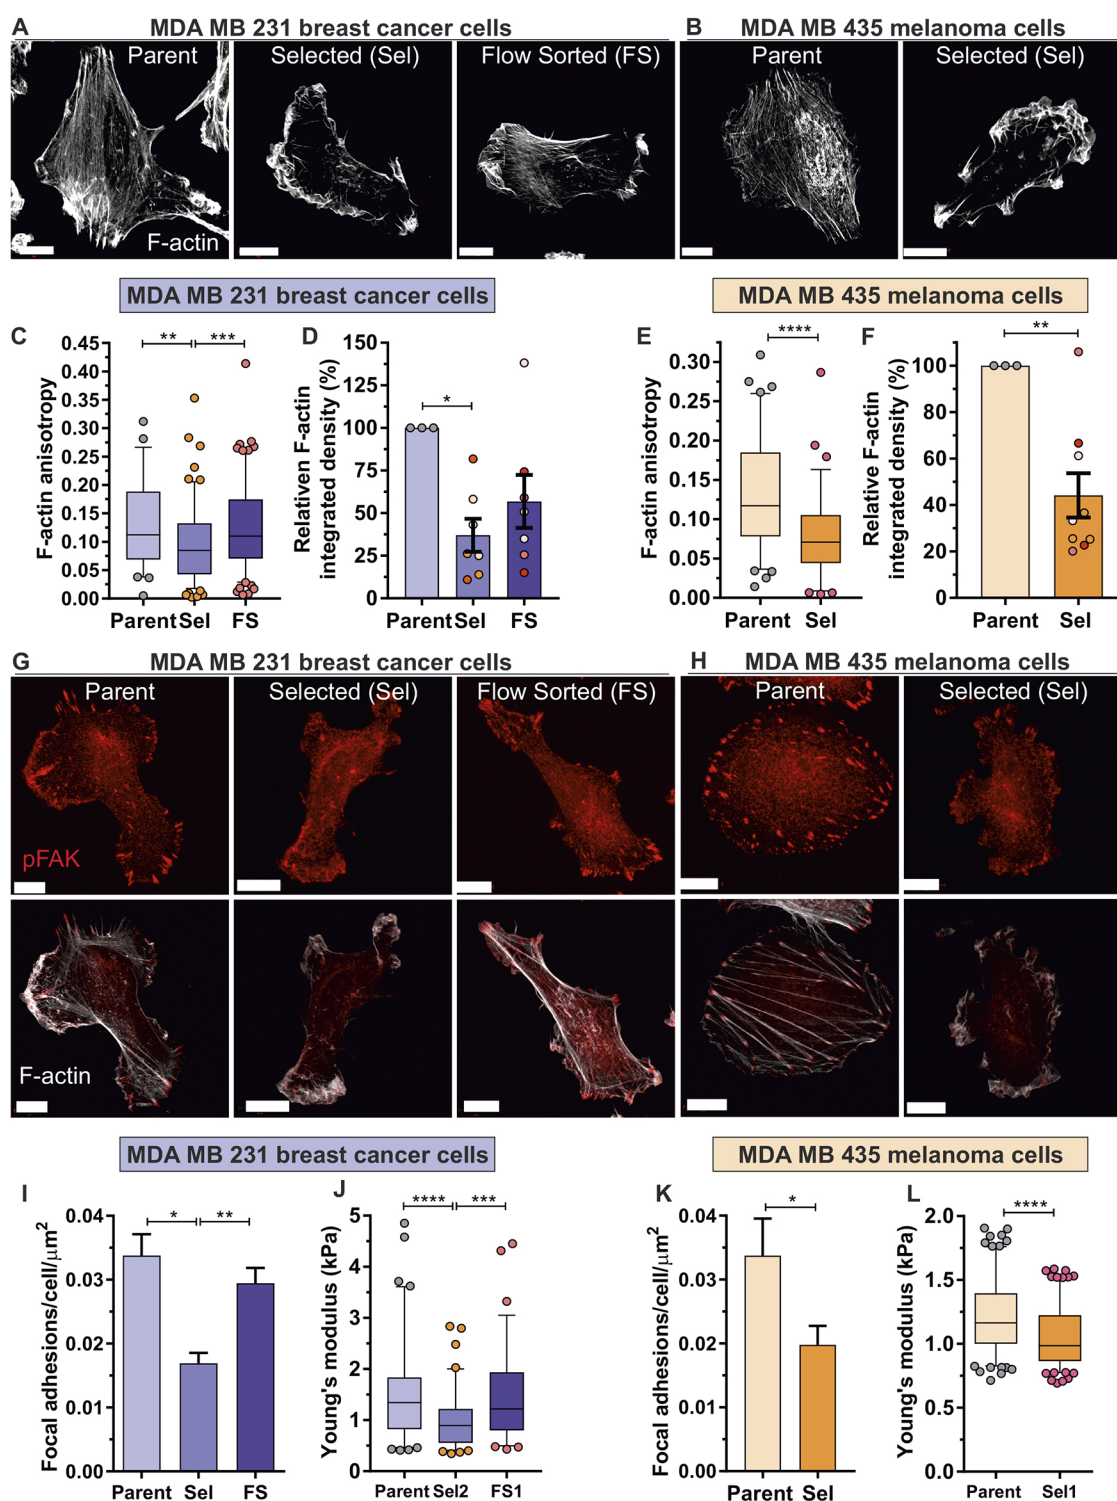 A MDA MB 231 breast cancer cells
Parent
Selected (Sel)
Flow Sorted (FS)
F-actin
B MDA MB 435 melanoma cells
Parent
Selected (Sel)
MDA MB 231 breast cancer cells
C
F-actin anisotropy
0.45
0.40
0.35
0.30
0.25
0.20
0.15
0.10
0.05
0.00
** ***
Parent Sel FS
D
Relativen F-actin
integrated density (%)
150
125
100
75
50
25
0
*
Parent Sel FS
MDA MB 435 melanoma cells
E
F-actin anisotropy
0.30
0.25
0.20
0.15
0.10
0.05
0.00
****
Parent Sel
F
Relative F-actin
integrated density (%)
100
80
60
40
20
0
**
Parent Sel
G MDA MB 231 breast cancer cells
Parent
Selected (Sel)
Flow Sorted (FS)
pFAK
F-actin
H MDA MB 435 melanoma cells
Parent
Selected (Sel)
MDA MB 231 breast cancer cells
I
Focal adhesions/cell/μm2
0.04
0.03
0.02
0.01
0.00
* **
Parent Sel FS
J
Young's modulus (kPa)
5
4
3
2
1
0
**** ***
Parent Sel2 FS1
MDA MB 435 melanoma cells
K
Focal adhesions/cell/μm2
0.04
0.03
0.02
0.01
0.00
*
Parent Sel
L
Young's modulus (kPa)
2.0
1.5
1.0
0.5
0.0
****
Parent Sel1